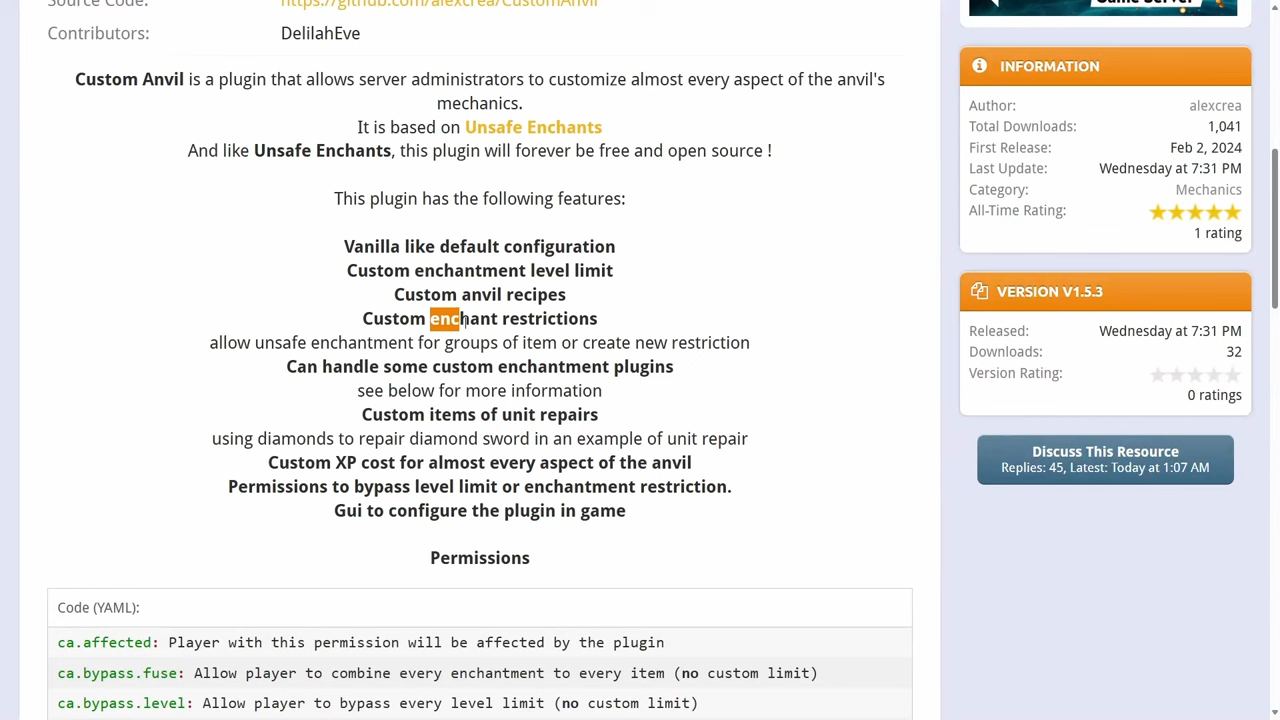 Source Code: https://github.com/alexcrea/CustomAnvil
Contributors: DelilahEve
Custom Anvil is a plugin that allows server administrators to customize almost every aspect of the anvil's
mechanics.
It is based on Unsafe Enchants
And like Unsafe Enchants, this plugin will forever be free and open source !
This plugin has the following features:
Vanilla like default configuration
Custom enchantment level limit
Custom anvil recipes
Custom enchant restrictions
allow unsafe enchantment for groups of item or create new restriction
Can handle some custom enchantment plugins
see below for more information
Custom items of unit repairs
using diamonds to repair diamond sword in an example of unit repair
Custom XP cost for almost every aspect of the anvil
Permissions to bypass level limit or enchantment restriction.
Gui to configure the plugin in game
Permissions
Code (YAML):
ca.affected: Player with this permission will be affected by the plugin
ca.bypass.fuse: Allow player to combine every enchantment to every item (no custom limit)
ca.bypass.level: Allow player to bypass every level limit (no custom limit)
Game Server
INFORMATION
Author: alexcrea
Total Downloads: 1,041
First Release: Feb 2, 2024
Last Update: Wednesday at 7:31 PM
Category: Mechanics
All-Time Rating:
1 rating
VERSION V1.5.3
Released: Wednesday at 7:31 PM
Downloads: 32
Version Rating:
0 ratings
Discuss This Resource
Replies: 45, Latest: Today at 1:07 AM